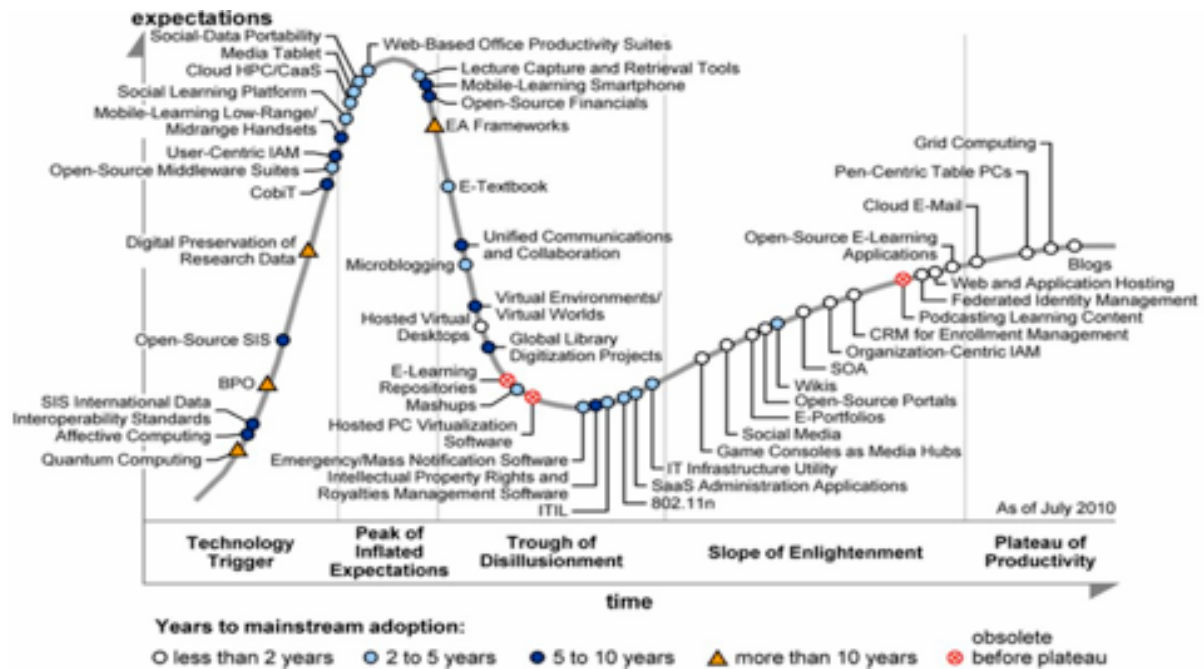 expectations
Social-Data Portability
Media Tablet
Cloud HPC/CaaS
Social Learning Platform
Mobile-Learning Low-Range/
Midrange Handsets
User-Centric IAM
Open-Source Middleware Suites
CobiT
Digital Preservation of
Research Data
Open-Source SIS
BPO
SIS International Data
Interoperability Standards
Affective Computing
Quantum Computing
Web-Based Office Productivity Suites
Lecture Capture and Retrieval Tools
Mobile-Learning Smartphone
Open-Source Financials
EA Frameworks
E-Textbook
Unified Communications
and Collaboration
Microblogging
Virtual Environments/
Virtual Worlds
Hosted Virtual
Desktops
Global Library
Digitization Projects
E-Learning
Repositories
Mashups
Hosted PC Virtualization
Software
Emergency/Mass Notification Software
Intellectual Property Rights and
Royalties Management Software
ITIL
802.11n
SaaS Administration Applications
IT Infrastructure Utility
Game Consoles as Media Hubs
Social Media
E-Portfolios
Open-Source Portals
Wikis
SOA
Organization-Centric IAM
CRM for Enrollment Management
Podcasting Learning Content
Federated Identity Management
Web and Application Hosting
Open-Source E-Learning
Applications
Cloud E-Mail
Pen-Centric Table PCs
Grid Computing
Blogs
As of July 2010
Technology
Trigger
Peak of
Inflated
Expectations
Trough of
Disillusionment
Slope of Enlightenment
Plateau of
Productivity
time
Years to mainstream adoption:
less than 2 years
2 to 5 years
5 to 10 years
more than 10 years
obsolete
before plateau